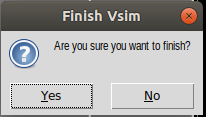 Finish Vsim
Are you sure you want to finish?
Yes No